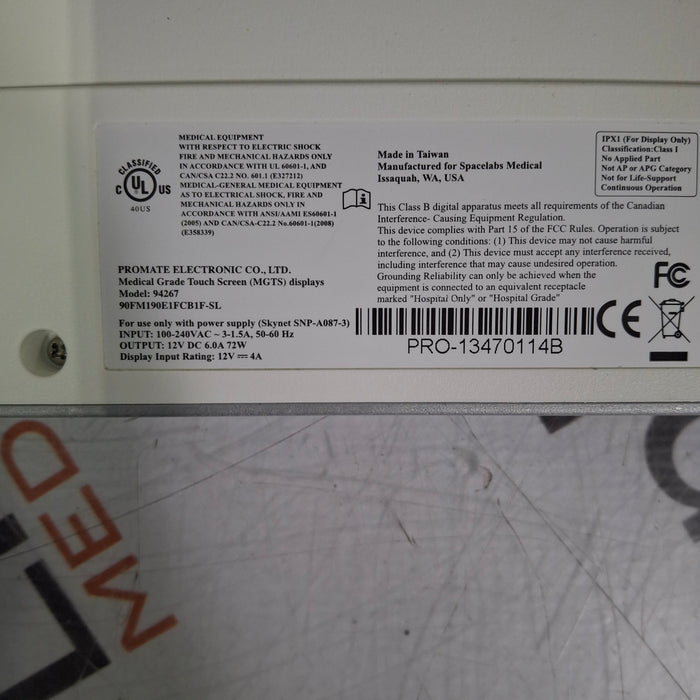 MEDICAL EQUIPMENT
WITH RESPECT TO ELECTRIC SHOCK
FIRE AND MECHANICAL HAZARDS ONLY
IN ACCORDANCE WITH UL 60601-1, AND
CAN/CSA C22.2 NO. 601.1 (E327212)
MEDICAL-GENERAL MEDICAL EQUIPMENT
AS TO ELECTRICAL SHOCK, FIRE AND
MECHANICAL HAZARDS ONLY IN
ACCORDANCE WITH ANSI/AAMI ES60601-1
(2005) AND CAN/CSA-C22.2 No.60601-1(2008)
(E358339)
CLASSIFIED
C UL US
40US
PROMATE ELECTRONIC CO., LTD.
Medical Grade Touch Screen (MGTS) displays
Model: 94267
90FM190E1FCB1F-SL
For use only with power supply (Skynet SNP-A087-3)
INPUT: 100-240VAC ~ 3-1.5A, 50-60 Hz
OUTPUT: 12V DC 6.0A 72W
Display Input Rating: 12V ⎓ 4A
Made in Taiwan
Manufactured for Spacelabs Medical
Issaquah, WA, USA
IPX1 (For Display Only)
Classification:Class I
No Applied Part
Not AP or APG Category
Not for Life-Support
Continuous Operation
This Class B digital apparatus meets all requirements of the Canadian
Interference- Causing Equipment Regulation.
This device complies with Part 15 of the FCC Rules. Operation is subject
to the following conditions: (1) This device may not cause harmful
interference, and (2) This device must accept any interference received,
including interference that may cause undesired operation.
Grounding Reliability can only be achieved when the
equipment is connected to an equivalent receptacle
marked "Hospital Only" or "Hospital Grade"
FC
CE
PRO-13470114B
MED